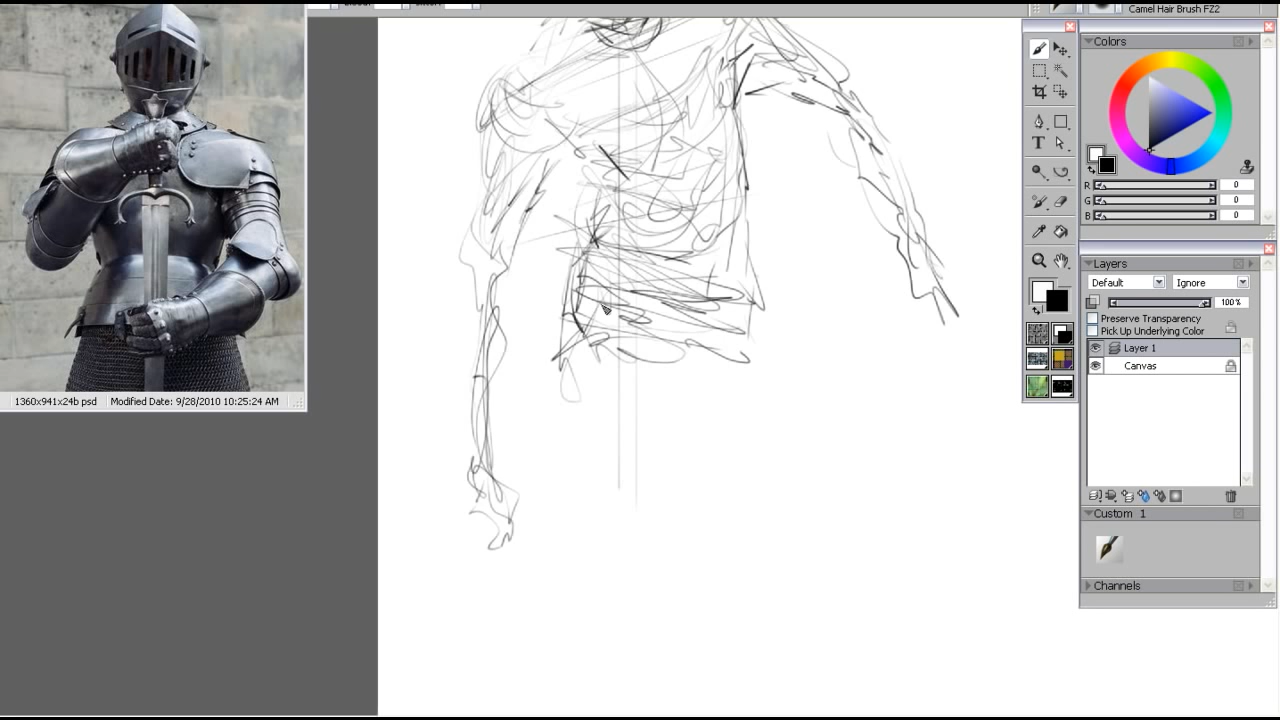 Camel Hair Brush FZ2
Colors
R 0
G 0
B 0
Layers
Default Ignore
100%
Preserve Transparency
Pick Up Underlying Color
Layer 1
Canvas
Custom 1
Channels
1360x941x24b psd Modified Date: 9/28/2010 10:25:24 AM